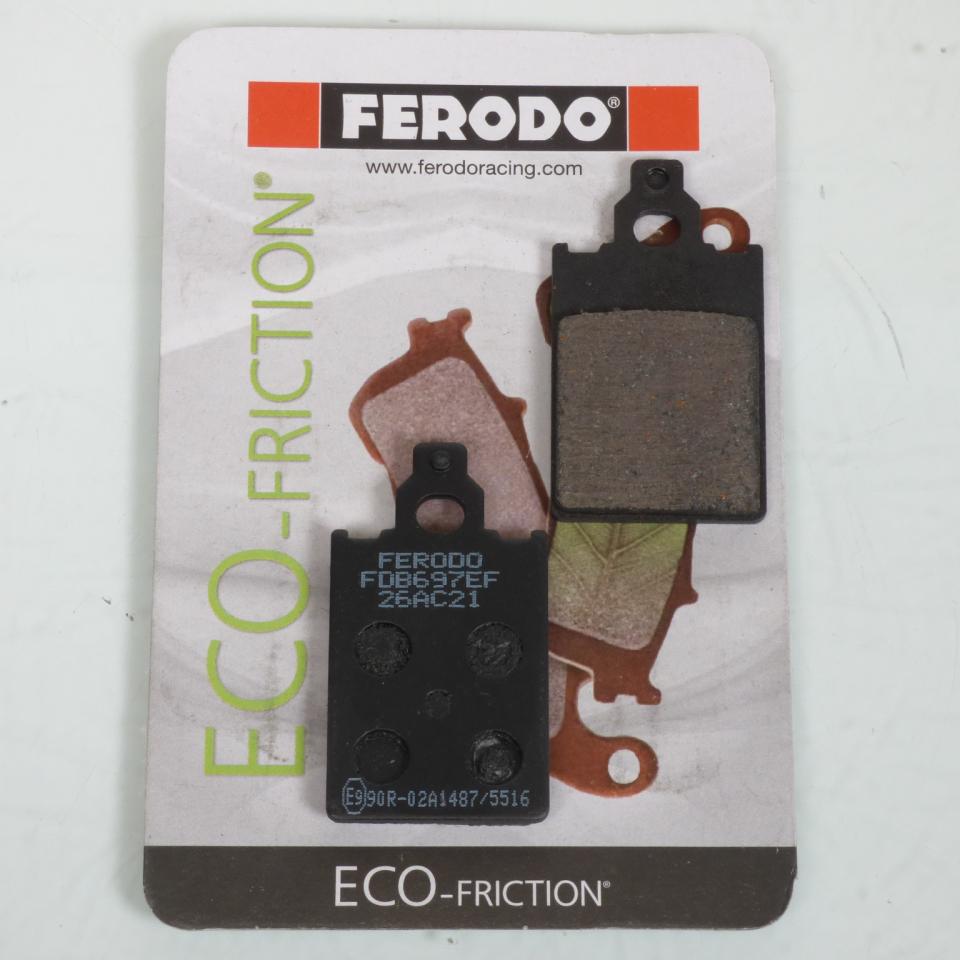 FERODO®
www.ferodoracing.com
ECO-FRICTION®
FERODO
FDB697EF
26AC21
E9 90R-02A1487/5516
ECO-FRICTION®